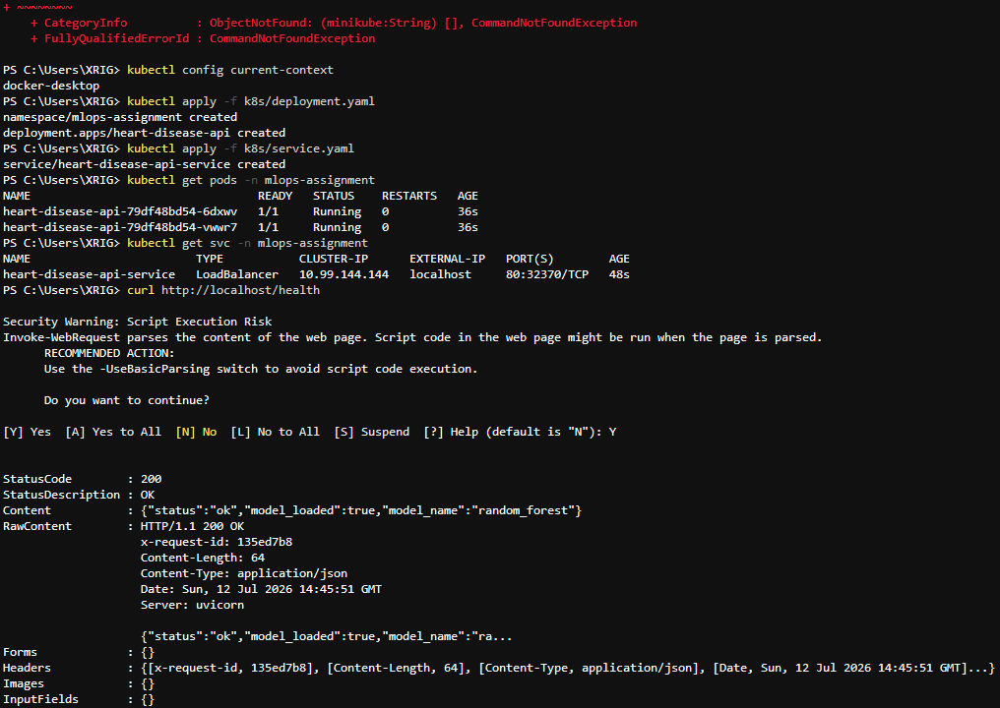 + ~~~~~~~~
    + CategoryInfo          : ObjectNotFound: (minikube:String) [], CommandNotFoundException
    + FullyQualifiedErrorId : CommandNotFoundException
PS C:\Users\XRIG> kubectl config current-context
docker-desktop
PS C:\Users\XRIG> kubectl apply -f k8s/deployment.yaml
namespace/mlops-assignment created
deployment.apps/heart-disease-api created
PS C:\Users\XRIG> kubectl apply -f k8s/service.yaml
service/heart-disease-api-service created
PS C:\Users\XRIG> kubectl get pods -n mlops-assignment
NAME                                 READY   STATUS    RESTARTS   AGE
heart-disease-api-79df48bd54-6dxwv   1/1     Running   0          36s
heart-disease-api-79df48bd54-vwwr7   1/1     Running   0          36s
PS C:\Users\XRIG> kubectl get svc -n mlops-assignment
NAME                        TYPE           CLUSTER-IP      EXTERNAL-IP   PORT(S)        AGE
heart-disease-api-service   LoadBalancer   10.99.144.144   localhost     80:32370/TCP   48s
PS C:\Users\XRIG> curl http://localhost/health
Security Warning: Script Execution Risk
Invoke-WebRequest parses the content of the web page. Script code in the web page might be run when the page is parsed.
      RECOMMENDED ACTION:
      Use the -UseBasicParsing switch to avoid script code execution.
      Do you want to continue?
[Y] Yes  [A] Yes to All  [N] No  [L] No to All  [S] Suspend  [?] Help (default is "N"): Y
StatusCode        : 200
StatusDescription : OK
Content           : {"status":"ok","model_loaded":true,"model_name":"random_forest"}
RawContent        : HTTP/1.1 200 OK
                    x-request-id: 135ed7b8
                    Content-Length: 64
                    Content-Type: application/json
                    Date: Sun, 12 Jul 2026 14:45:51 GMT
                    Server: uvicorn
                    {"status":"ok","model_loaded":true,"model_name":"ra...
Forms             : {}
Headers           : {[x-request-id, 135ed7b8], [Content-Length, 64], [Content-Type, application/json], [Date, Sun, 12 Jul 2026 14:45:51 GMT]...}
Images            : {}
InputFields       : {}